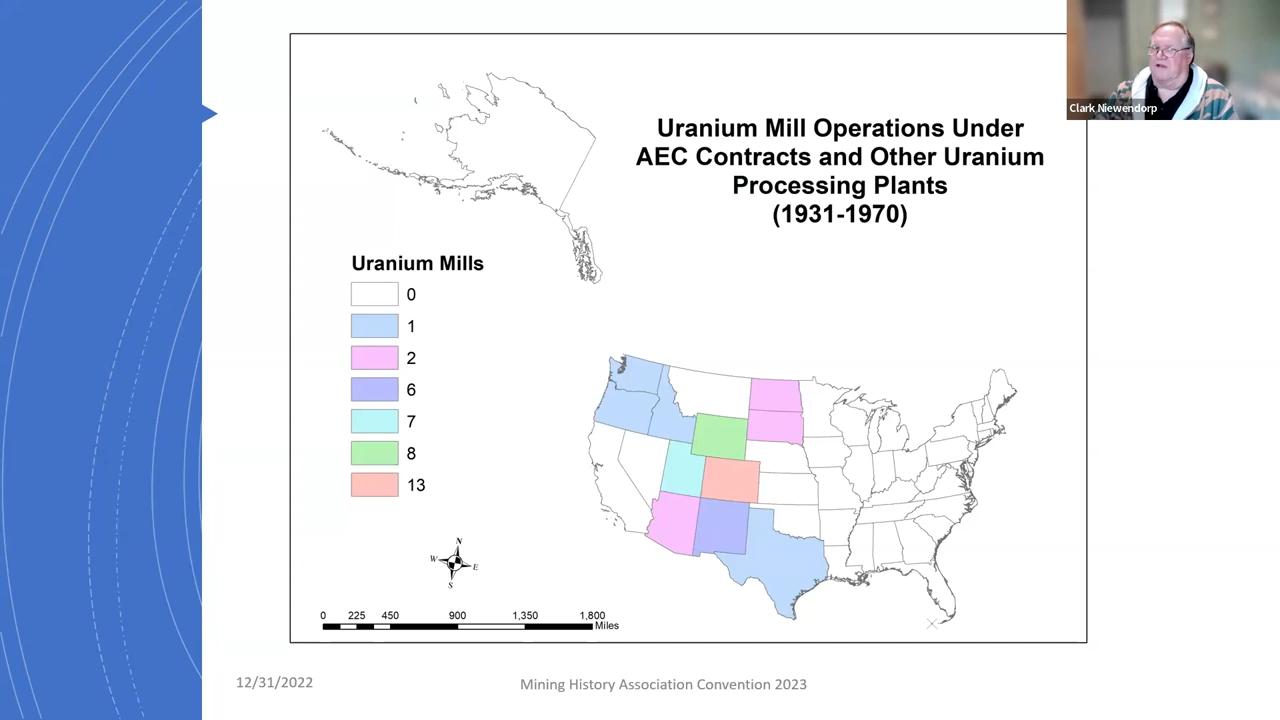 Clark Niewendorp
Uranium Mill Operations Under
AEC Contracts and Other Uranium
Processing Plants
(1931-1970)
Uranium Mills
0
1
2
6
7
8
13
N
W
E
S
0 225 450 900 1,350 1,800
Miles
12/31/2022
Mining History Association Convention 2023